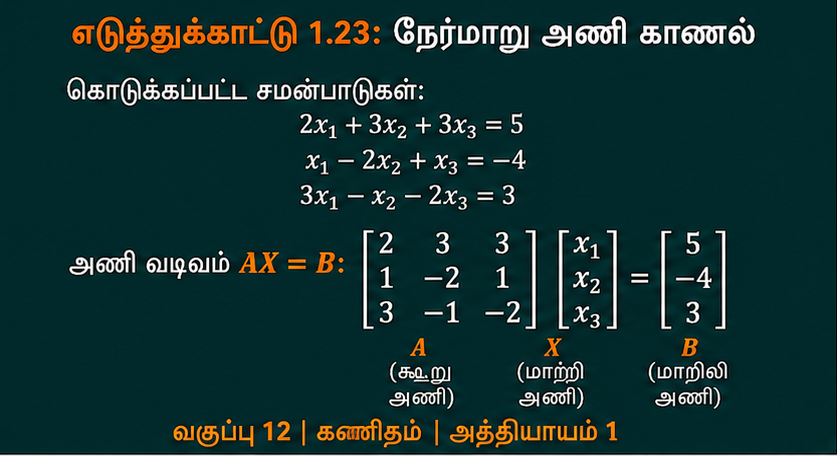 எடுத்துக்காட்டு 1.23: நேர்மாறு அணி காணல்
கொடுக்கப்பட்ட சமன்பாடுகள்:
2x₁ + 3x₂ + 3x₃ = 5
x₁ − 2x₂ + x₃ = −4
3x₁ − x₂ − 2x₃ = 3
அணி வடிவம் AX = B: [2 3 3; 1 −2 1; 3 −1 −2] [x₁; x₂; x₃] = [5; −4; 3]
A X B
(கூறு அணி) (மாற்றி அணி) (மாறிலி அணி)
வகுப்பு 12 | கணிதம் | அத்தியாயம் 1